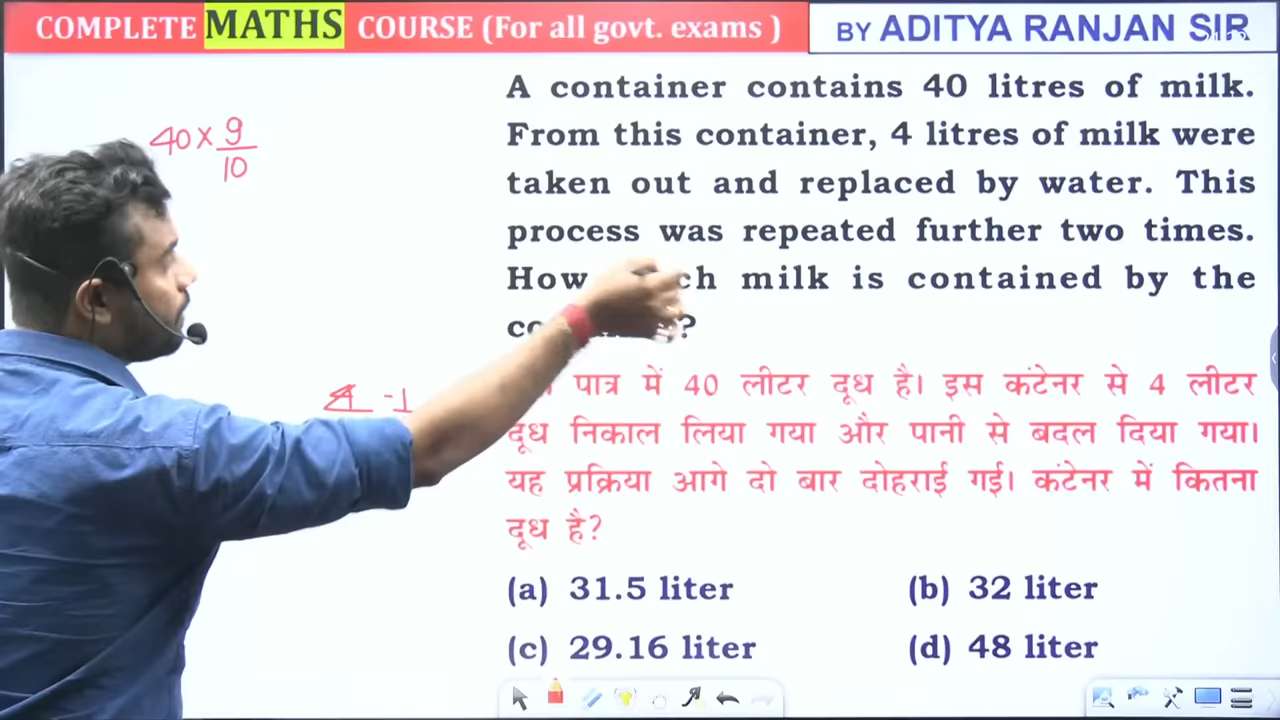 COMPLETE MATHS COURSE (For all govt. exams )
BY ADITYA RANJAN SIR
40 × 9/10
4 -1
A container contains 40 litres of milk.
From this container, 4 litres of milk were
taken out and replaced by water. This
process was repeated further two times.
How milk is contained by the
?
पात्र में 40 लीटर दूध है। इस कंटेनर से 4 लीटर
दूध निकाल लिया गया और पानी से बदल दिया गया।
यह प्रक्रिया आगे दो बार दोहराई गई। कंटेनर में कितना
दूध है?
(a) 31.5 liter
(b) 32 liter
(c) 29.16 liter
(d) 48 liter